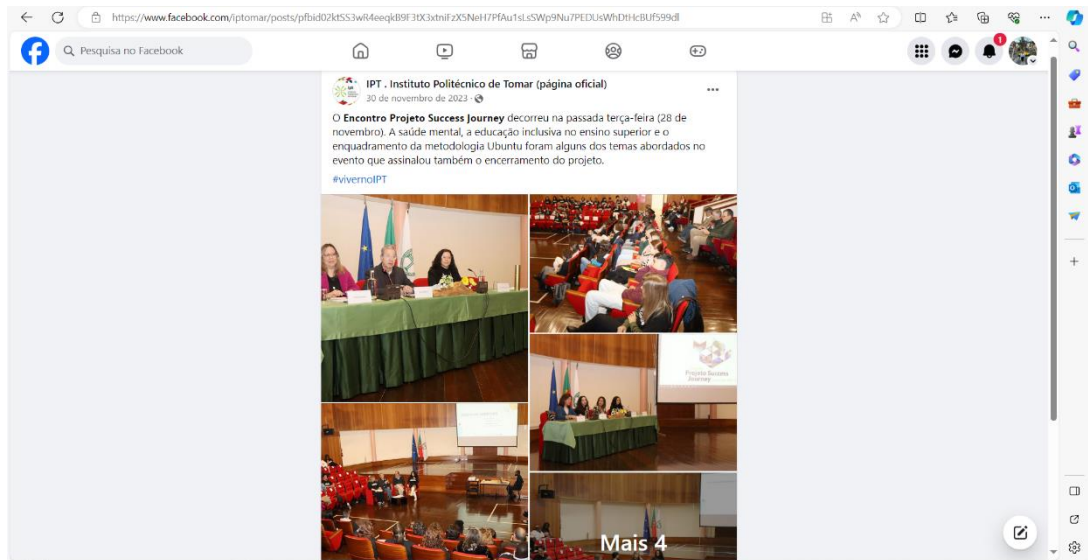 https://www.facebook.com/iptomar/posts/pfbid02ktSS3wR4eeqkB9F3tX3xtniFzX5NeH7PfAu1sLsSWp9Nu7PEDUsWhDtHcBUf599dl
Pesquisa no Facebook
1
IPT . Instituto Politécnico de Tomar (página oficial)
30 de novembro de 2023 ·
O Encontro Projeto Success Journey decorreu na passada terça-feira (28 de
novembro). A saúde mental, a educação inclusiva no ensino superior e o
enquadramento da metodologia Ubuntu foram alguns dos temas abordados no
evento que assinalou também o encerramento do projeto.
#vivernoIPT
Projeto Success
Journey
Mais 4